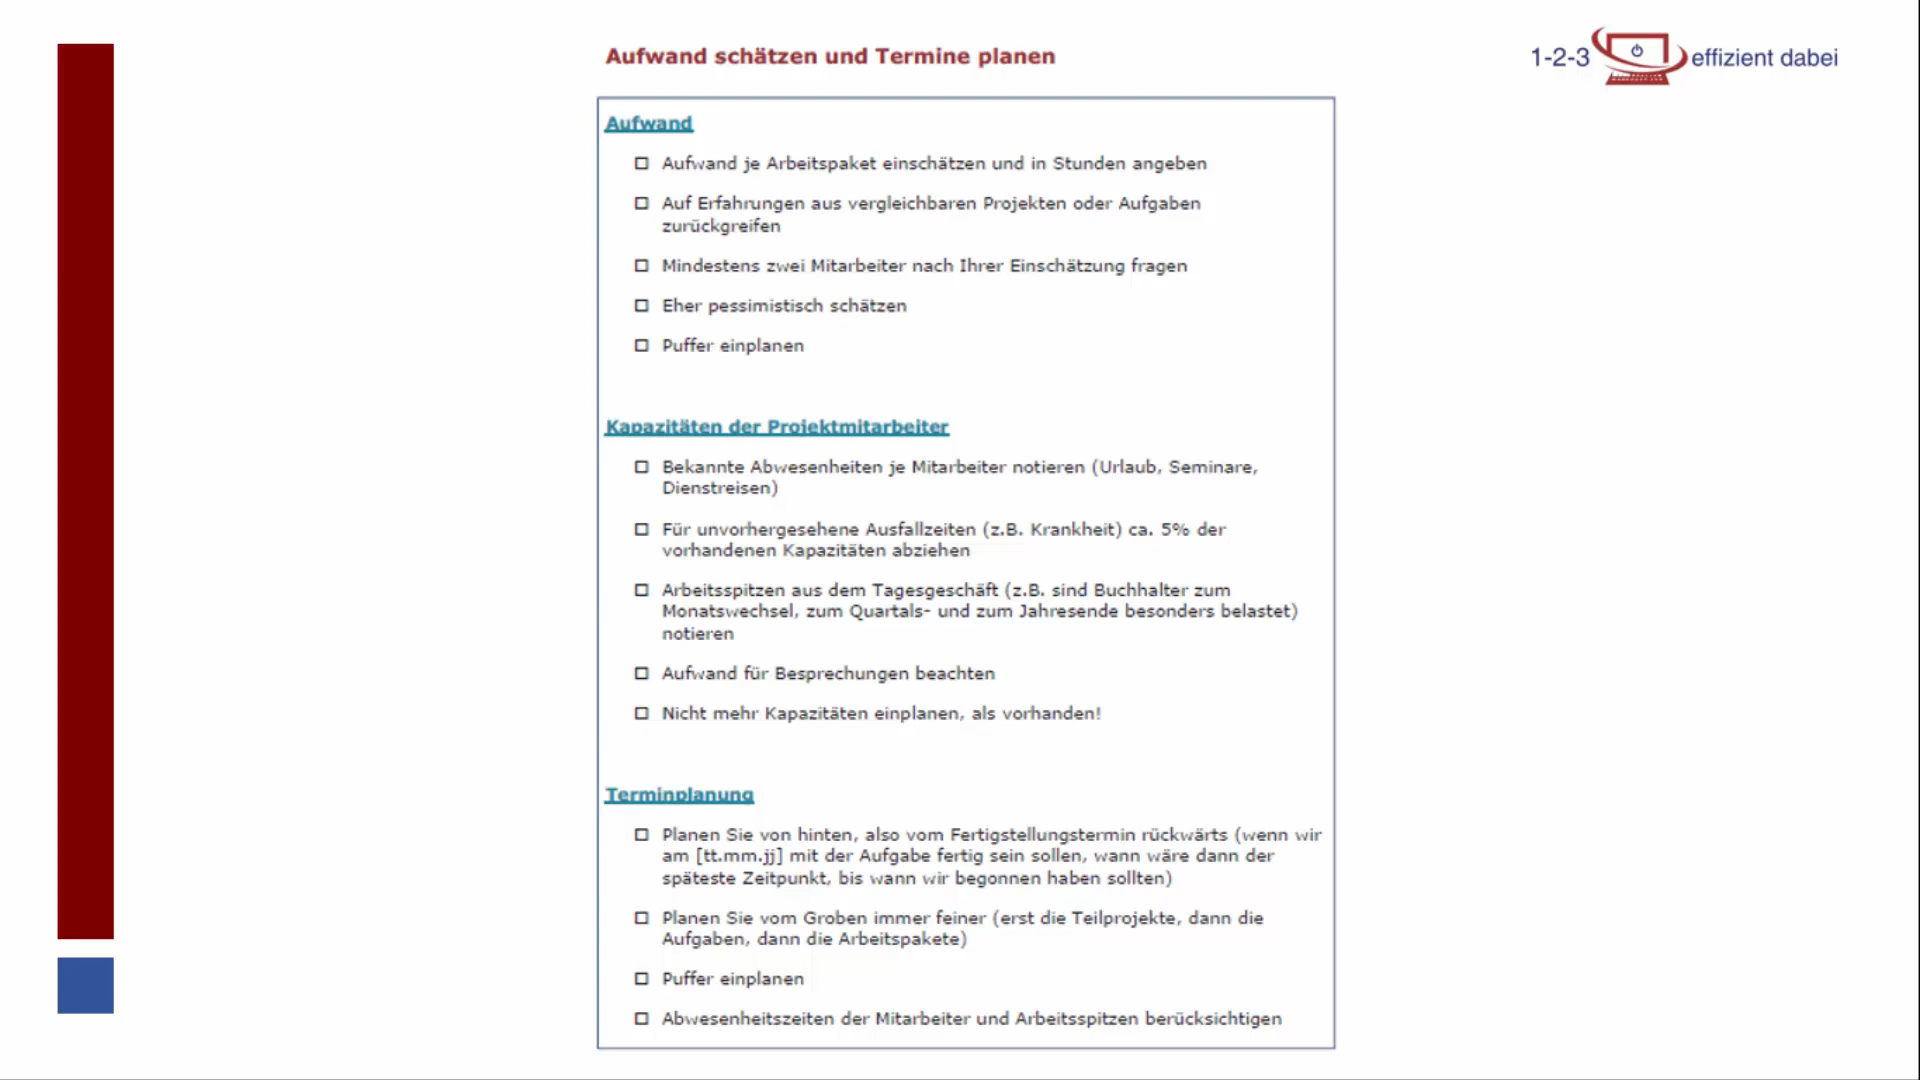 Aufwand schätzen und Termine planen
1-2-3 effizient dabei
Aufwand
Aufwand je Arbeitspaket einschätzen und in Stunden angeben
Auf Erfahrungen aus vergleichbaren Projekten oder Aufgaben
zurückgreifen
Mindestens zwei Mitarbeiter nach Ihrer Einschätzung fragen
Eher pessimistisch schätzen
Puffer einplanen
Kapazitäten der Projektmitarbeiter
Bekannte Abwesenheiten je Mitarbeiter notieren (Urlaub, Seminare,
Dienstreisen)
Für unvorhergesehene Ausfallzeiten (z.B. Krankheit) ca. 5% der
vorhandenen Kapazitäten abziehen
Arbeitsspitzen aus dem Tagesgeschäft (z.B. sind Buchhalter zum
Monatswechsel, zum Quartals- und zum Jahresende besonders belastet)
notieren
Aufwand für Besprechungen beachten
Nicht mehr Kapazitäten einplanen, als vorhanden!
Terminplanung
Planen Sie von hinten, also vom Fertigstellungstermin rückwärts (wenn wir
am [tt.mm.jj] mit der Aufgabe fertig sein sollen, wann wäre dann der
späteste Zeitpunkt, bis wann wir begonnen haben sollten)
Planen Sie vom Groben immer feiner (erst die Teilprojekte, dann die
Aufgaben, dann die Arbeitspakete)
Puffer einplanen
Abwesenheitszeiten der Mitarbeiter und Arbeitsspitzen berücksichtigen